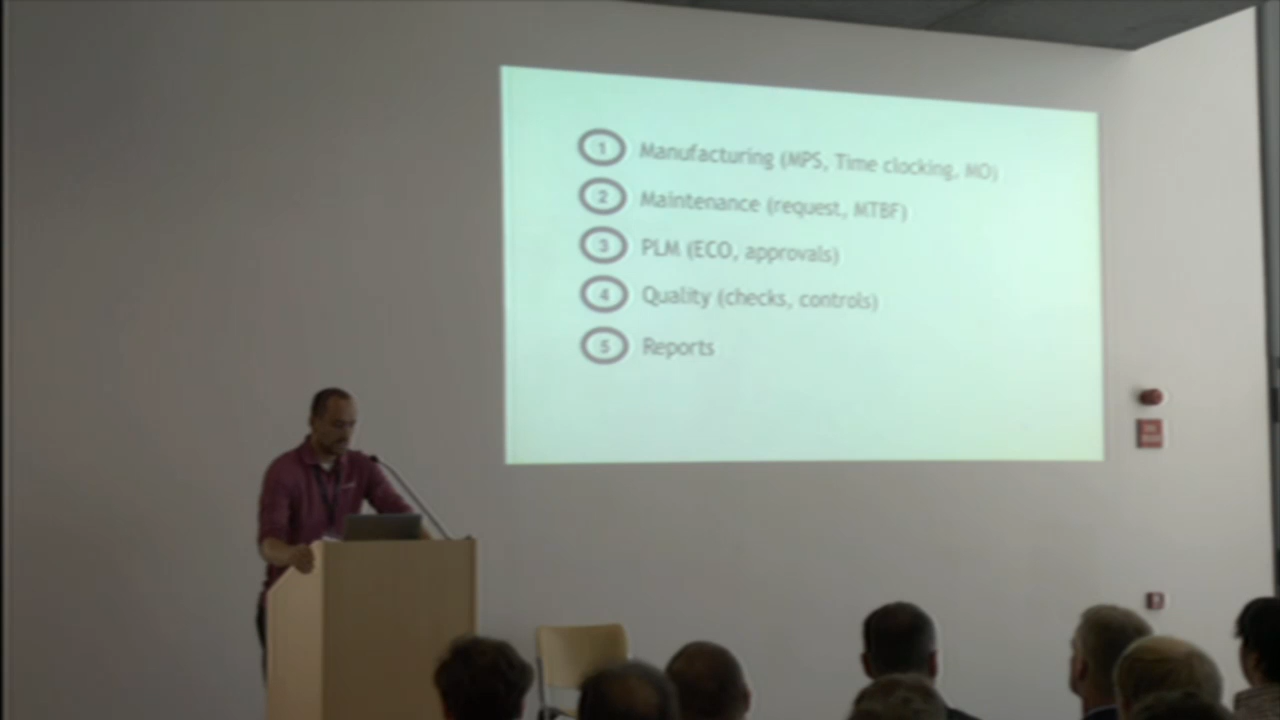 1 Manufacturing (MPS, Time clocking, MO)
2 Maintenance (request, MTBF)
3 PLM (ECO, approvals)
4 Quality (checks, controls)
5 Reports